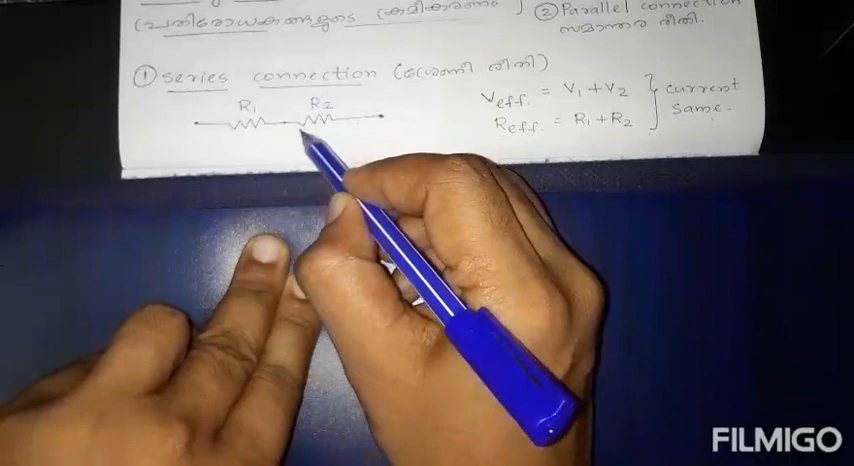 (പ്രതിരോധകങ്ങളുടെ ക്രമീകരണം) ② Parallel connection
സമാന്തര രീതി.
① Series connection (ശ്രേണി രീതി)
R1 R2
Veff. = V1 + V2
Reff. = R1 + R2
current
same.
FILMIGO